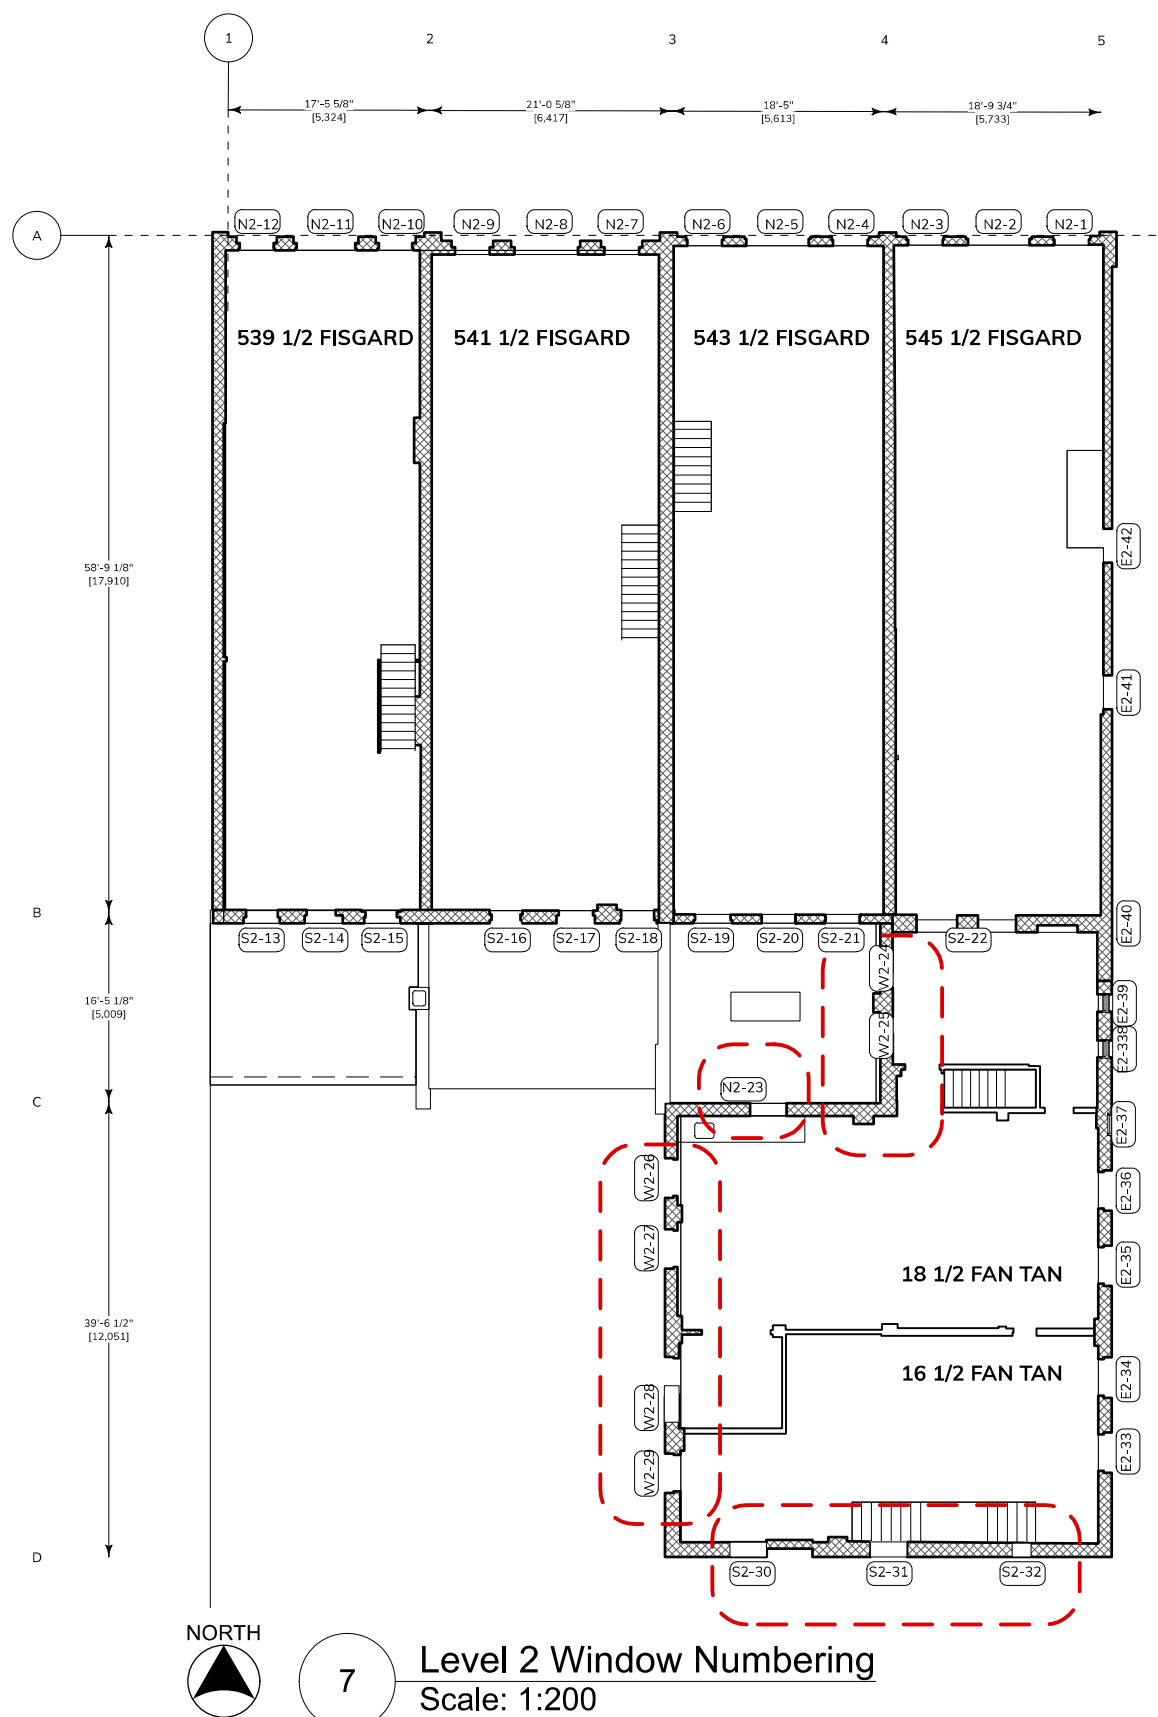 1 2 3 4 5
17'-5 5/8" 21'-0 5/8" 18'-5" 18'-9 3/4"
[5,324] [6,417] [5,613] [5,733]
A
N2-12 N2-11 N2-10 N2-9 N2-8 N2-7 N2-6 N2-5 N2-4 N2-3 N2-2 N2-1
539 1/2 FISGARD 541 1/2 FISGARD 543 1/2 FISGARD 545 1/2 FISGARD
E2-42
58'-9 1/8"
[17,910]
E2-41
B
E2-40
S2-13 S2-14 S2-15 S2-16 S2-17 S2-18 S2-19 S2-20 S2-21 S2-22
W2-24
E2-39
16'-5 1/8"
[5,009]
W2-25
E2-338
N2-23
C
E2-37
W2-26
E2-36
W2-27
E2-35
18 1/2 FAN TAN
39'-6 1/2"
[12,051]
16 1/2 FAN TAN
E2-34
W2-28
E2-33
W2-29
D
S2-30 S2-31 S2-32
NORTH
7
Level 2 Window Numbering
Scale: 1:200